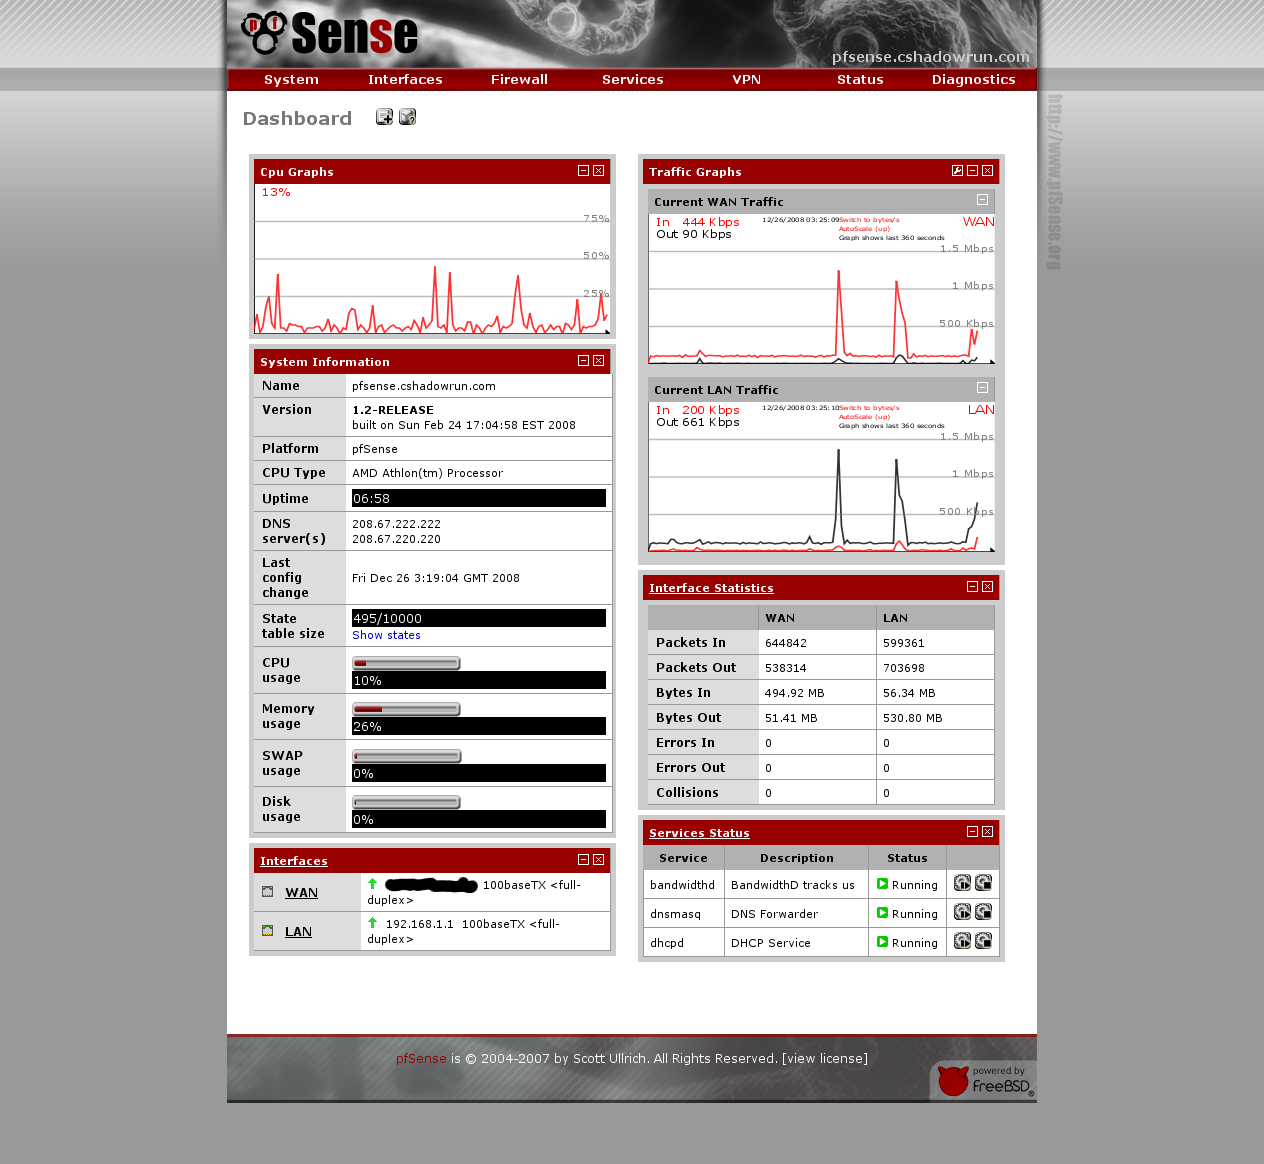 pf Sense
pfsense.cshadowrun.com
System Interfaces Firewall Services VPN Status Diagnostics
http://www.pfSense.org
Dashboard
Cpu Graphs
13%
75%
50%
25%
System Information
Name pfsense.cshadowrun.com
Version 1.2-RELEASE
built on Sun Feb 24 17:04:58 EST 2008
Platform pfSense
CPU Type AMD Athlon(tm) Processor
Uptime 06:58
DNS 208.67.222.222
server(s) 208.67.220.220
Last
config Fri Dec 26 3:19:04 GMT 2008
change
State 495/10000
table size Show states
CPU
usage 10%
Memory
usage 26%
SWAP
usage 0%
Disk
usage 0%
Interfaces
WAN 100baseTX <full-
duplex>
LAN 192.168.1.1 100baseTX <full-
duplex>
Traffic Graphs
Current WAN Traffic
In 444 Kbps 12/26/2008 03:25:09 Switch to bytes/s WAN
Out 90 Kbps AutoScale (up)
Graph shows last 360 seconds
1.5 Mbps
1 Mbps
500 Kbps
Current LAN Traffic
In 200 Kbps 12/26/2008 03:25:10 Switch to bytes/s LAN
Out 661 Kbps AutoScale (up)
Graph shows last 360 seconds
1.5 Mbps
1 Mbps
500 Kbps
Interface Statistics
WAN LAN
Packets In 644842 599361
Packets Out 538314 703698
Bytes In 494.92 MB 56.34 MB
Bytes Out 51.41 MB 530.80 MB
Errors In 0 0
Errors Out 0 0
Collisions 0 0
Services Status
Service Description Status
bandwidthd BandwidthD tracks us Running
dnsmasq DNS Forwarder Running
dhcpd DHCP Service Running
pfSense is © 2004-2007 by Scott Ullrich. All Rights Reserved. [view license]
powered by
FreeBSD®